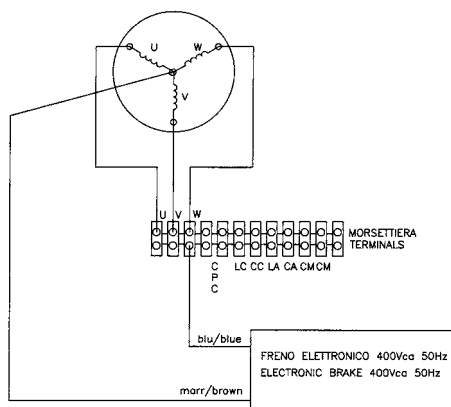 U W
V
U V W
MORSETTIERA
TERMINALS
C
P
C
LC CC LA CA CM CM
blu/blue
FRENO ELETTRONICO 400Vca 50Hz
ELECTRONIC BRAKE 400Vca 50Hz
marr/brown